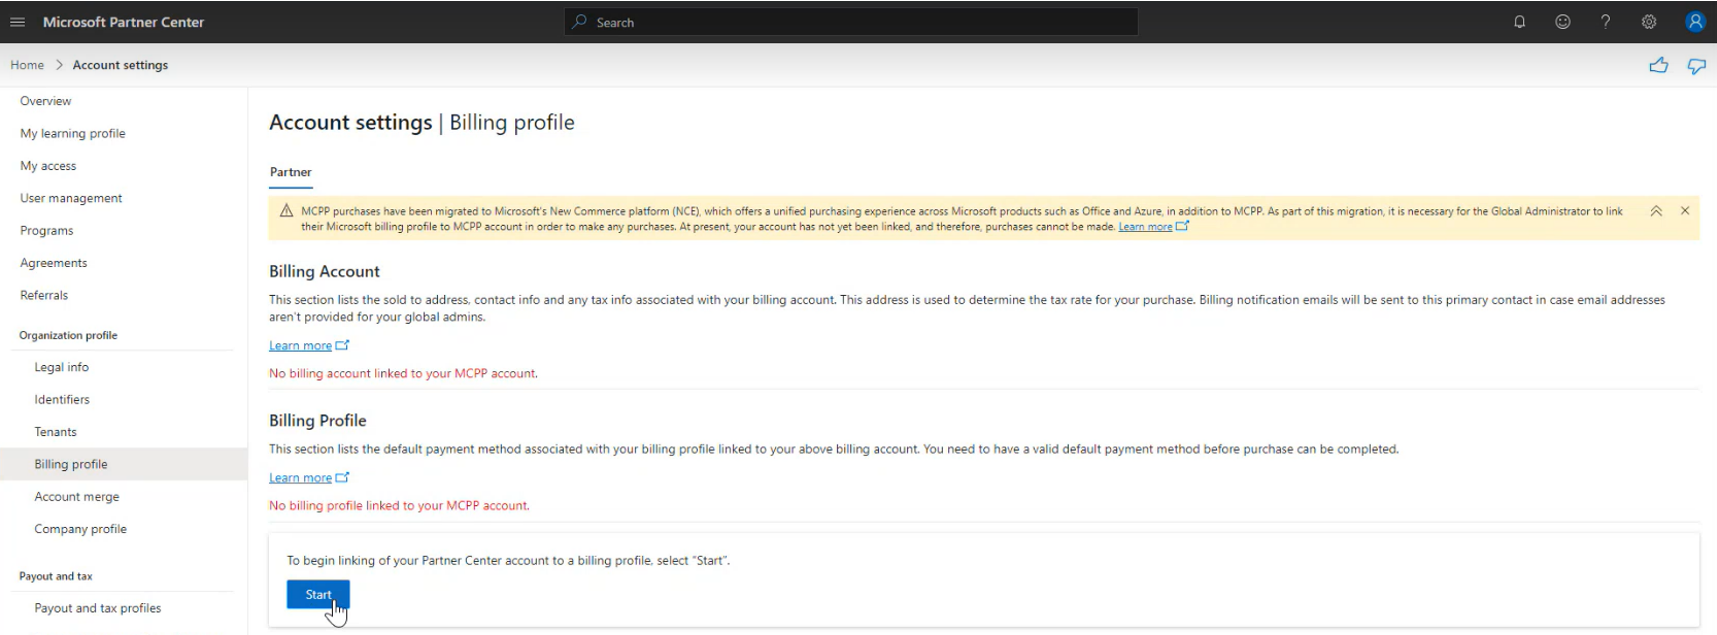 Microsoft Partner Center
Search
?
Home > Account settings
Overview
My learning profile
My access
User management
Programs
Agreements
Referrals
Organization profile
Legal info
Identifiers
Tenants
Billing profile
Account merge
Company profile
Payout and tax
Payout and tax profiles
Account settings | Billing profile
Partner
MCPP purchases have been migrated to Microsoft's New Commerce platform (NCE), which offers a unified purchasing experience across Microsoft products such as Office and Azure, in addition to MCPP. As part of this migration, it is necessary for the Global Administrator to link
their Microsoft billing profile to MCPP account in order to make any purchases. At present, your account has not yet been linked, and therefore, purchases cannot be made. Learn more
Billing Account
This section lists the sold to address, contact info and any tax info associated with your billing account. This address is used to determine the tax rate for your purchase. Billing notification emails will be sent to this primary contact in case email addresses
aren't provided for your global admins.
Learn more
No billing account linked to your MCPP account.
Billing Profile
This section lists the default payment method associated with your billing profile linked to your above billing account. You need to have a valid default payment method before purchase can be completed.
Learn more
No billing profile linked to your MCPP account.
To begin linking of your Partner Center account to a billing profile, select "Start".
Start